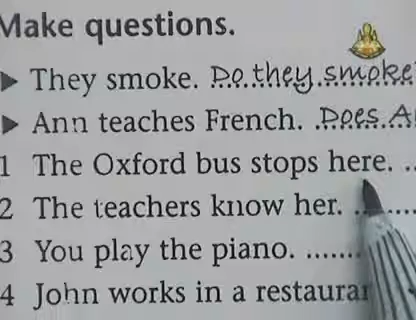 Make questions.
▶ They smoke. Do they smoke
▶ Ann teaches French. Does
1 The Oxford bus stops here.
2 The teachers know her.
3 You play the piano.
4 John works in a